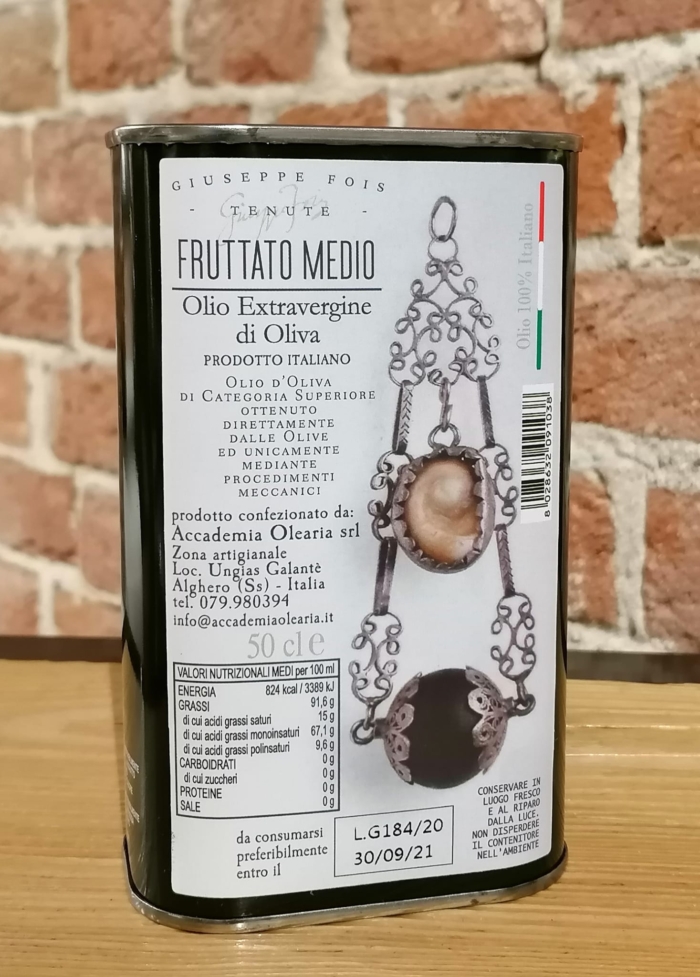 GIUSEPPE FOIS
- TENUTE -
FRUTTATO MEDIO
Olio Extravergine
di Oliva
PRODOTTO ITALIANO
OLIO D'OLIVA
DI CATEGORIA SUPERIORE
OTTENUTO
DIRETTAMENTE
DALLE OLIVE
ED UNICAMENTE
MEDIANTE
PROCEDIMENTI
MECCANICI
prodotto confezionato da:
Accademia Olearia srl
Zona artigianale
Loc. Ungias Galantè
Alghero (Ss) - Italia
tel. 079.980394
info@accademiaolearia.it
50 cl e
VALORI NUTRIZIONALI MEDI per 100 ml
ENERGIA 824 kcal / 3389 kJ
GRASSI 91,6 g
di cui acidi grassi saturi 15 g
di cui acidi grassi monoinsaturi 67,1 g
di cui acidi grassi polinsaturi 9,6 g
CARBOIDRATI 0 g
di cui zuccheri 0 g
PROTEINE 0 g
SALE 0 g
da consumarsi
preferibilmente
entro il
L.G184/20
30/09/21
Olio 100% Italiano
8 028632 091038
CONSERVARE IN
LUOGO FRESCO
E AL RIPARO
DALLA LUCE.
NON DISPERDERE
IL CONTENITORE
NELL'AMBIENTE